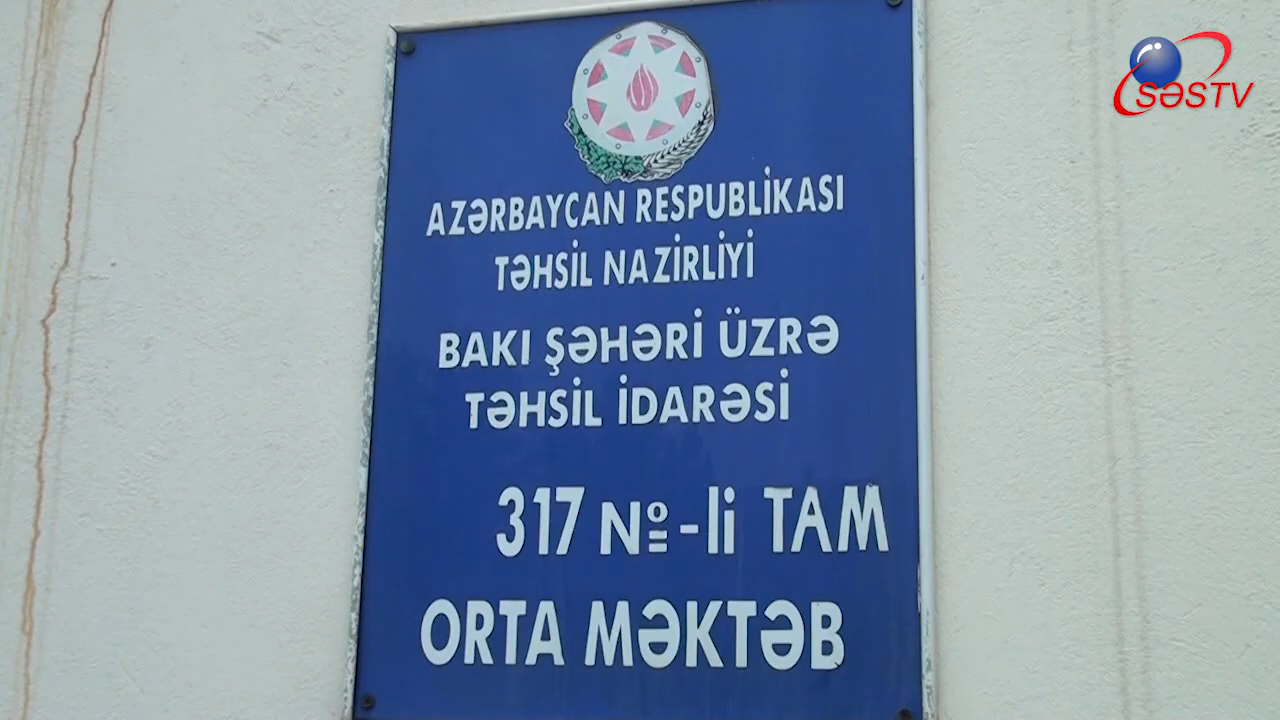 SƏSTV
AZƏRBAYCAN RESPUBLİKASI
TƏHSİL NAZİRLİYİ
BAKI ŞƏHƏRİ ÜZRƏ
TƏHSİL İDARƏSİ
317 №-li TAM
ORTA MƏKTƏB